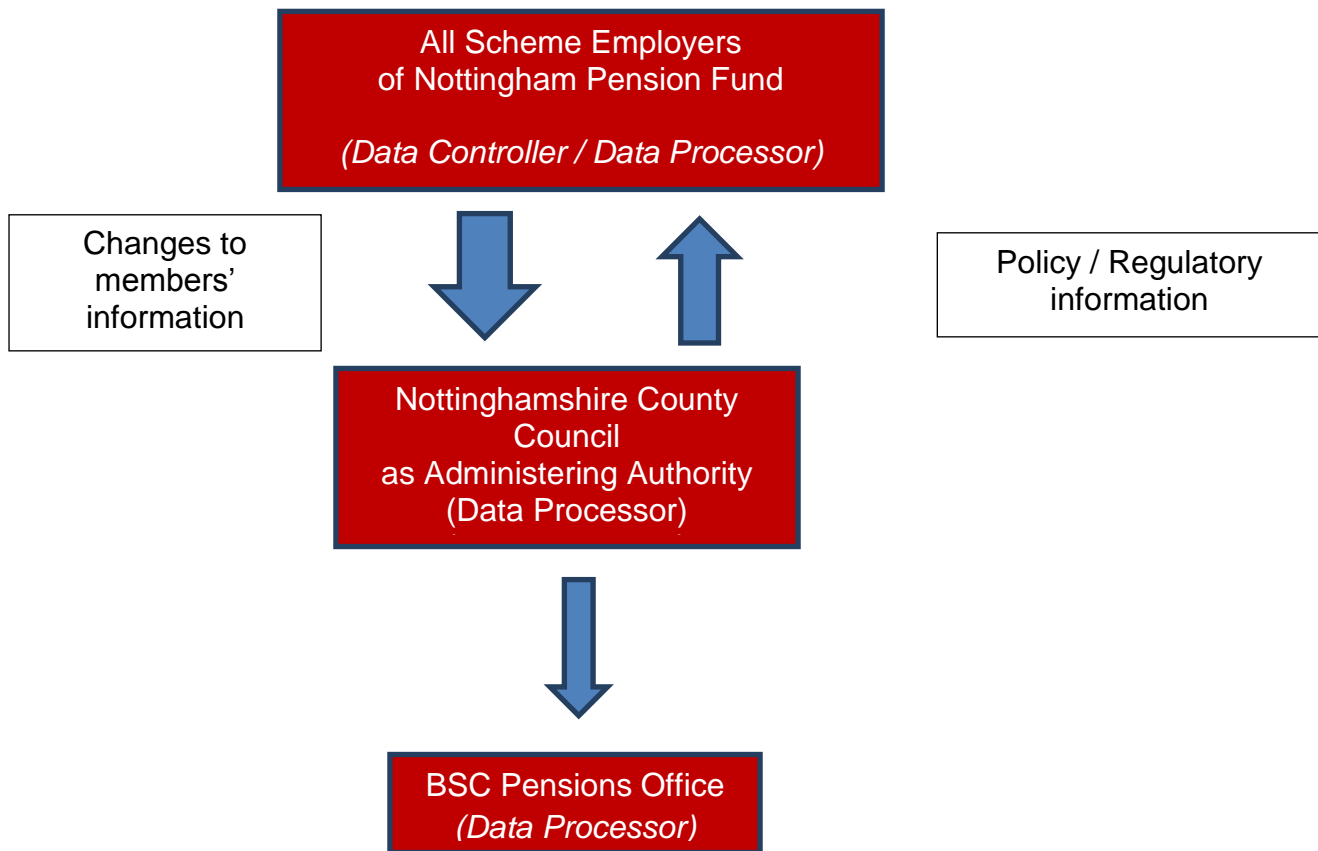 All Scheme Employers
of Nottingham Pension Fund
(Data Controller / Data Processor)
Changes to
members’
information
Policy / Regulatory
information
Nottinghamshire County
Council
as Administering Authority
(Data Processor)
BSC Pensions Office
(Data Processor)